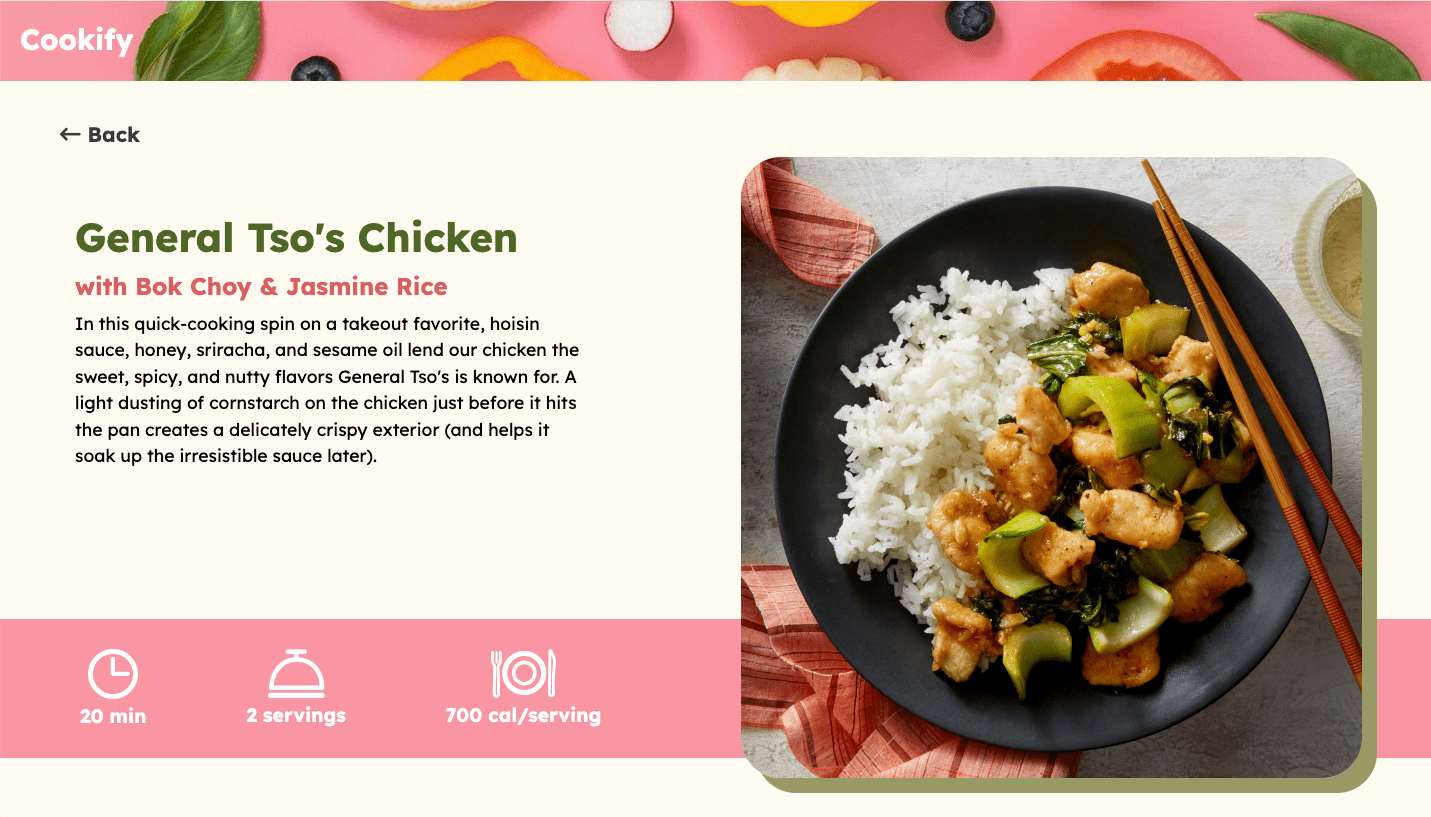 Cookify
← Back
General Tso's Chicken
with Bok Choy & Jasmine Rice
In this quick-cooking spin on a takeout favorite, hoisin
sauce, honey, sriracha, and sesame oil lend our chicken the
sweet, spicy, and nutty flavors General Tso's is known for. A
light dusting of cornstarch on the chicken just before it hits
the pan creates a delicately crispy exterior (and helps it
soak up the irresistible sauce later).
20 min
2 servings
700 cal/serving